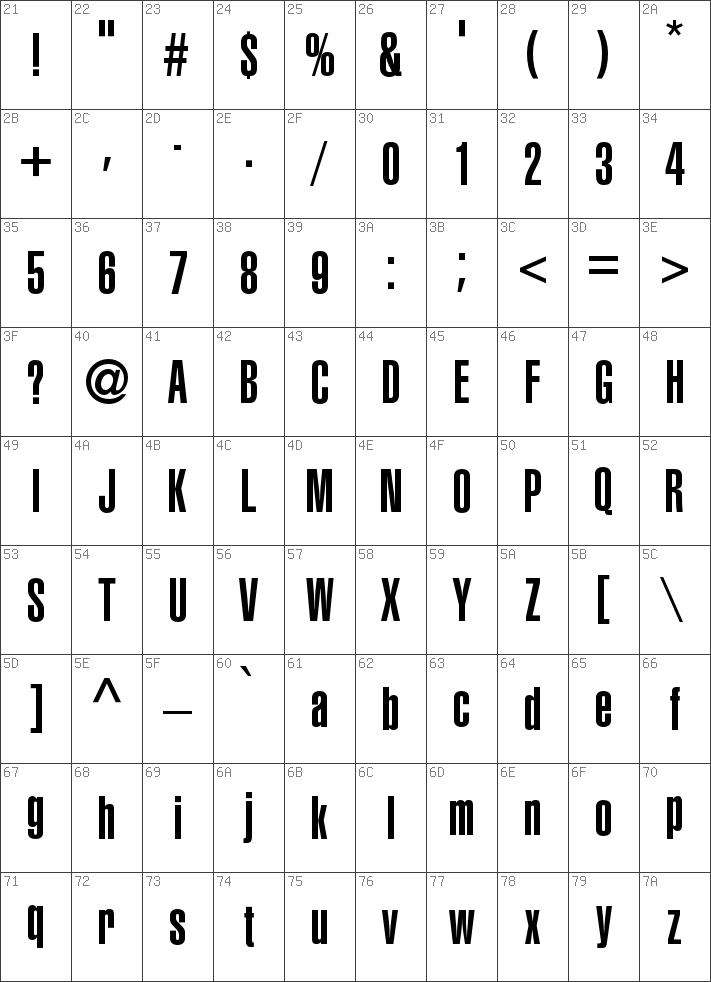 21 22 23 24 25 26 27 28 29 2A
! " # $ % & ' ( ) *
2B 2C 2D 2E 2F 30 31 32 33 34
+ , - . / 0 1 2 3 4
35 36 37 38 39 3A 3B 3C 3D 3E
5 6 7 8 9 : ; < = >
3F 40 41 42 43 44 45 46 47 48
? @ A B C D E F G H
49 4A 4B 4C 4D 4E 4F 50 51 52
I J K L M N O P Q R
53 54 55 56 57 58 59 5A 5B 5C
S T U V W X Y Z [ \
5D 5E 5F 60 61 62 63 64 65 66
] ^ _ ` a b c d e f
67 68 69 6A 6B 6C 6D 6E 6F 70
g h i j k l m n o p
71 72 73 74 75 76 77 78 79 7A
q r s t u v w x y z